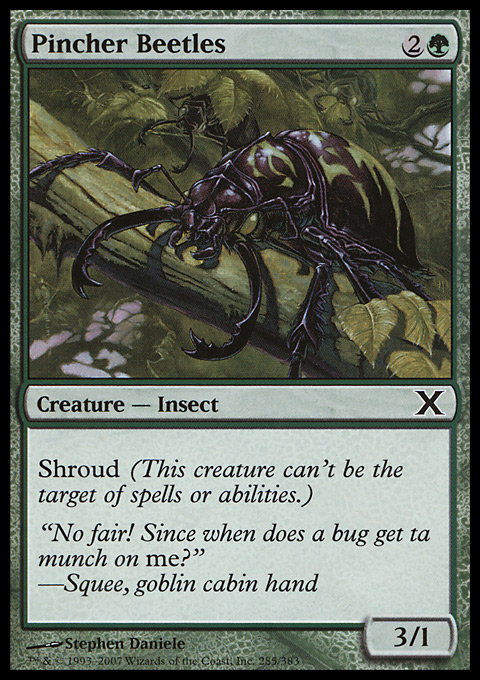 Pincher Beetles 2
Creature — Insect X
Shroud (This creature can't be the
target of spells or abilities.)
“No fair! Since when does a bug get ta
munch on me?”
—Squee, goblin cabin hand
Stephen Daniele
3/1
™ & © 1993–2007 Wizards of the Coast, Inc. 285/383